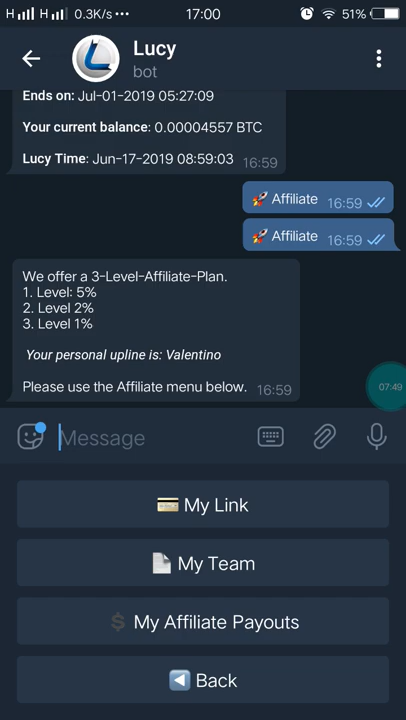 H H 0.3K/s ••• 17:00 51%
Lucy
bot
Ends on: Jul-01-2019 05:27:09
Your current balance: 0.00004557 BTC
Lucy Time: Jun-17-2019 08:59:03 16:59
🚀 Affiliate 16:59
🚀 Affiliate 16:59
We offer a 3-Level-Affiliate-Plan.
1. Level: 5%
2. Level 2%
3. Level 1%
Your personal upline is: Valentino
Please use the Affiliate menu below. 16:59
07:49
Message
💳 My Link
📄 My Team
💲 My Affiliate Payouts
◀️ Back